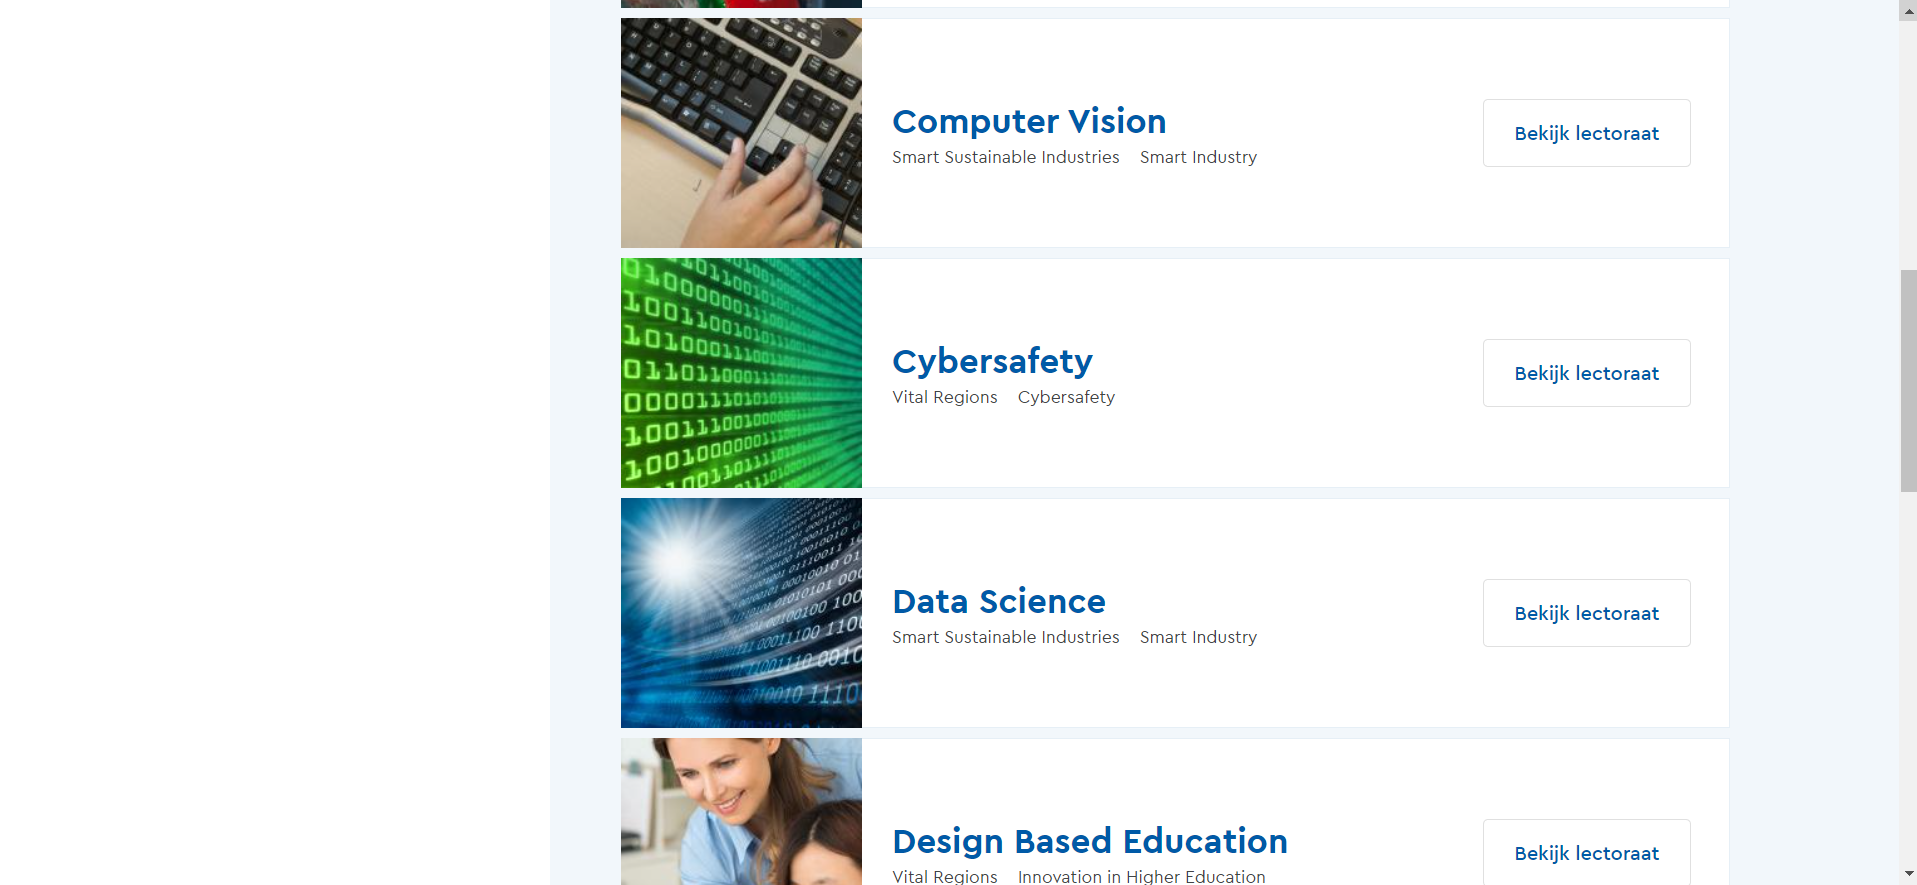 Computer Vision
Smart Sustainable Industries Smart Industry
Bekijk lectoraat
Cybersafety
Vital Regions Cybersafety
Bekijk lectoraat
Data Science
Smart Sustainable Industries Smart Industry
Bekijk lectoraat
Design Based Education
Vital Regions Innovation in Higher Education
Bekijk lectoraat